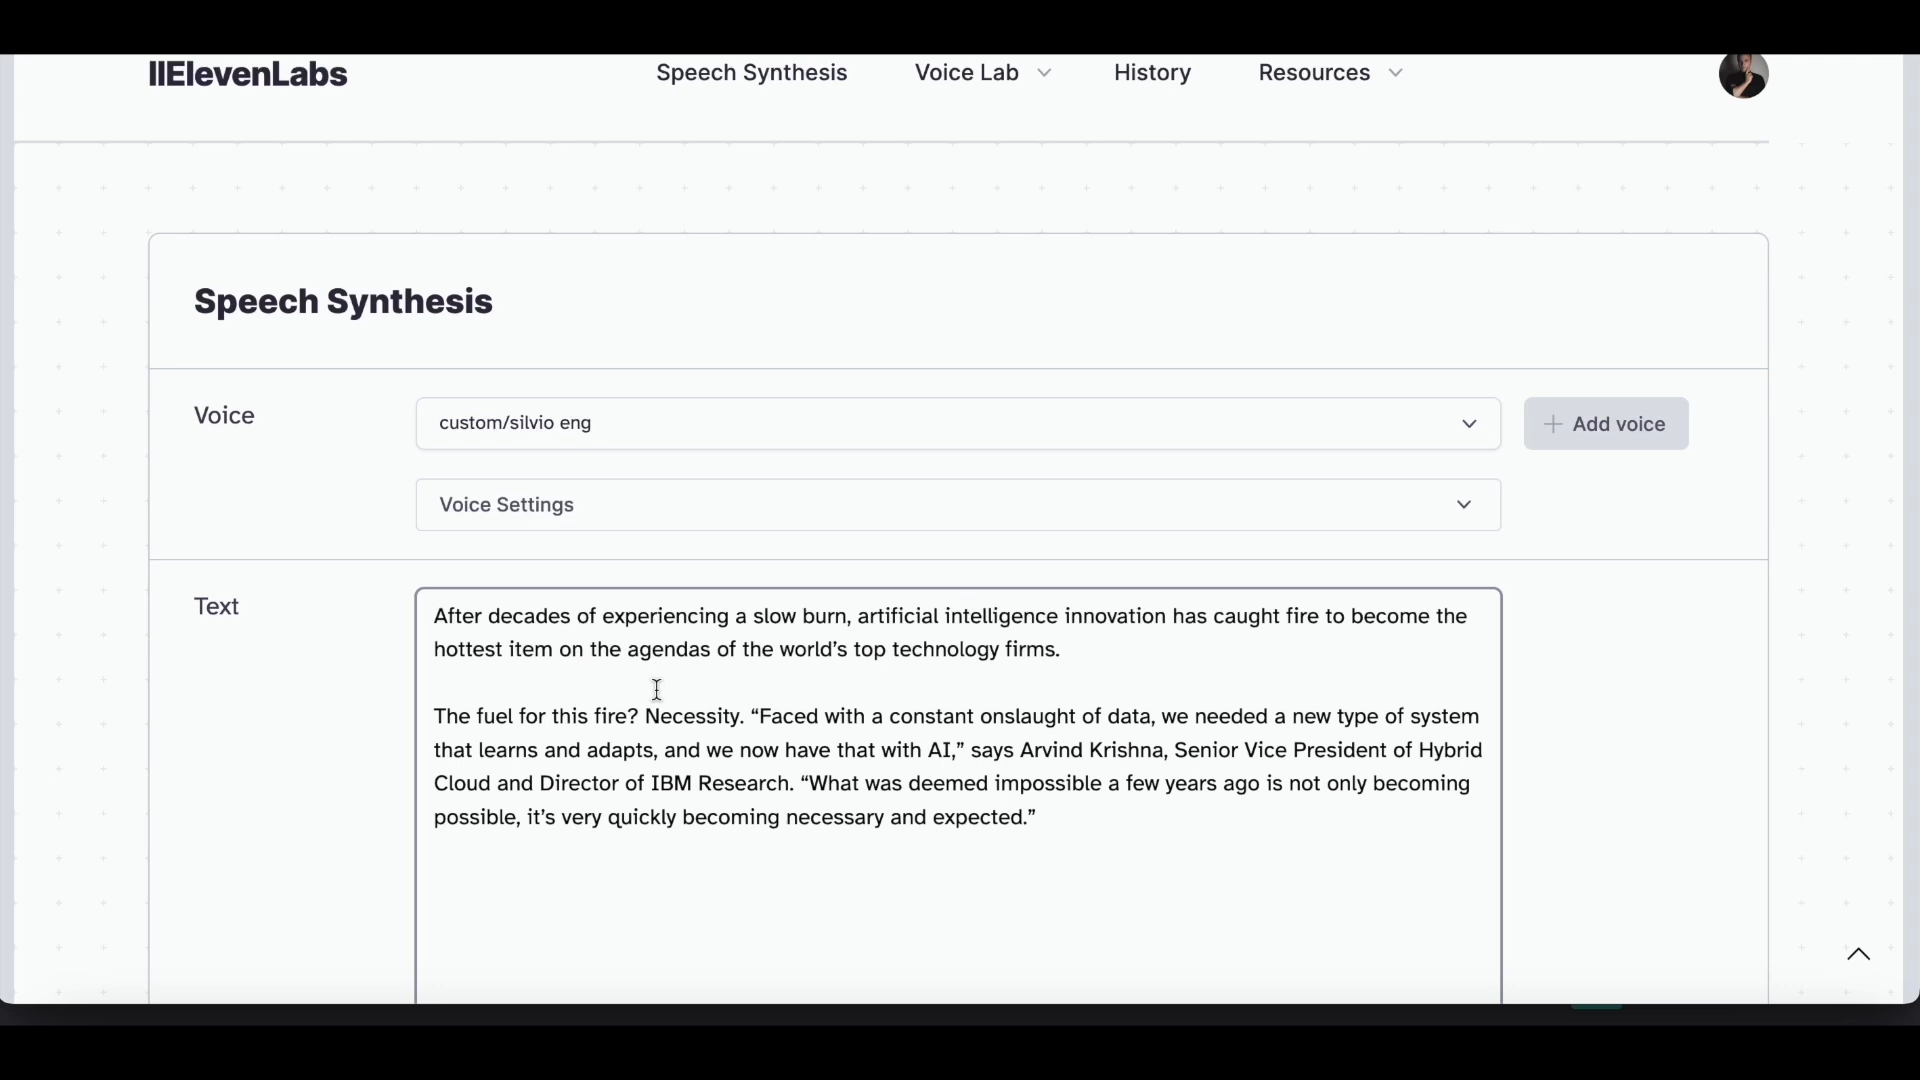 IIElevenLabs
Speech Synthesis
Voice Lab
History
Resources
Speech Synthesis
Voice
custom/silvio eng
Add voice
Voice Settings
Text
After decades of experiencing a slow burn, artificial intelligence innovation has caught fire to become the
hottest item on the agendas of the world’s top technology firms.
The fuel for this fire? Necessity. “Faced with a constant onslaught of data, we needed a new type of system
that learns and adapts, and we now have that with AI,” says Arvind Krishna, Senior Vice President of Hybrid
Cloud and Director of IBM Research. “What was deemed impossible a few years ago is not only becoming
possible, it’s very quickly becoming necessary and expected.”